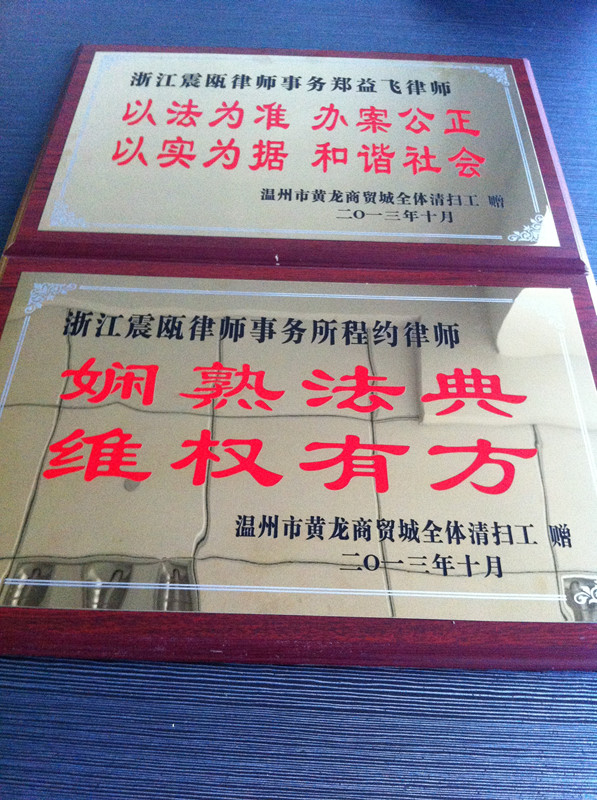 浙江震瓯律师事务郑益飞律师
以法为准 办案公正
以实为据 和谐社会
温州市黄龙商贸城全体清扫工 赠
二〇一三年十月
浙江震瓯律师事务所程约律师
娴熟法典
维权有方
温州市黄龙商贸城全体清扫工 赠
二〇一三年十月